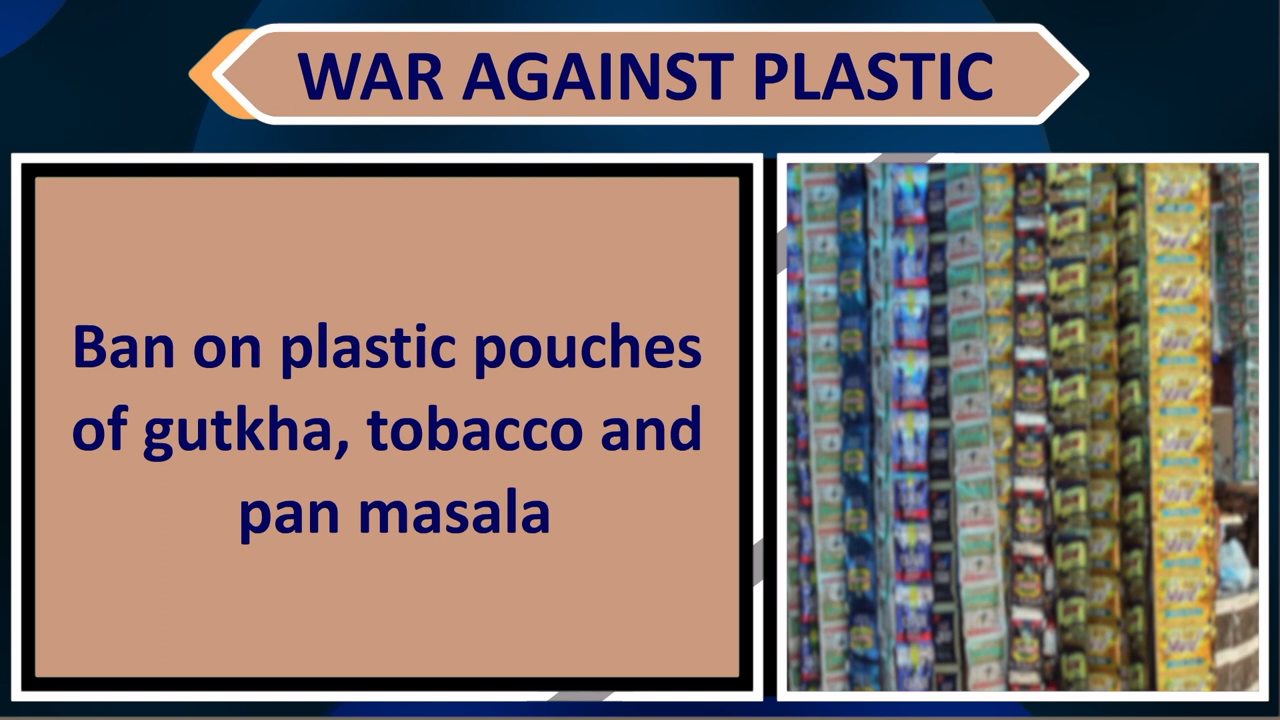 WAR AGAINST PLASTIC
Ban on plastic pouches
of gutkha, tobacco and
pan masala